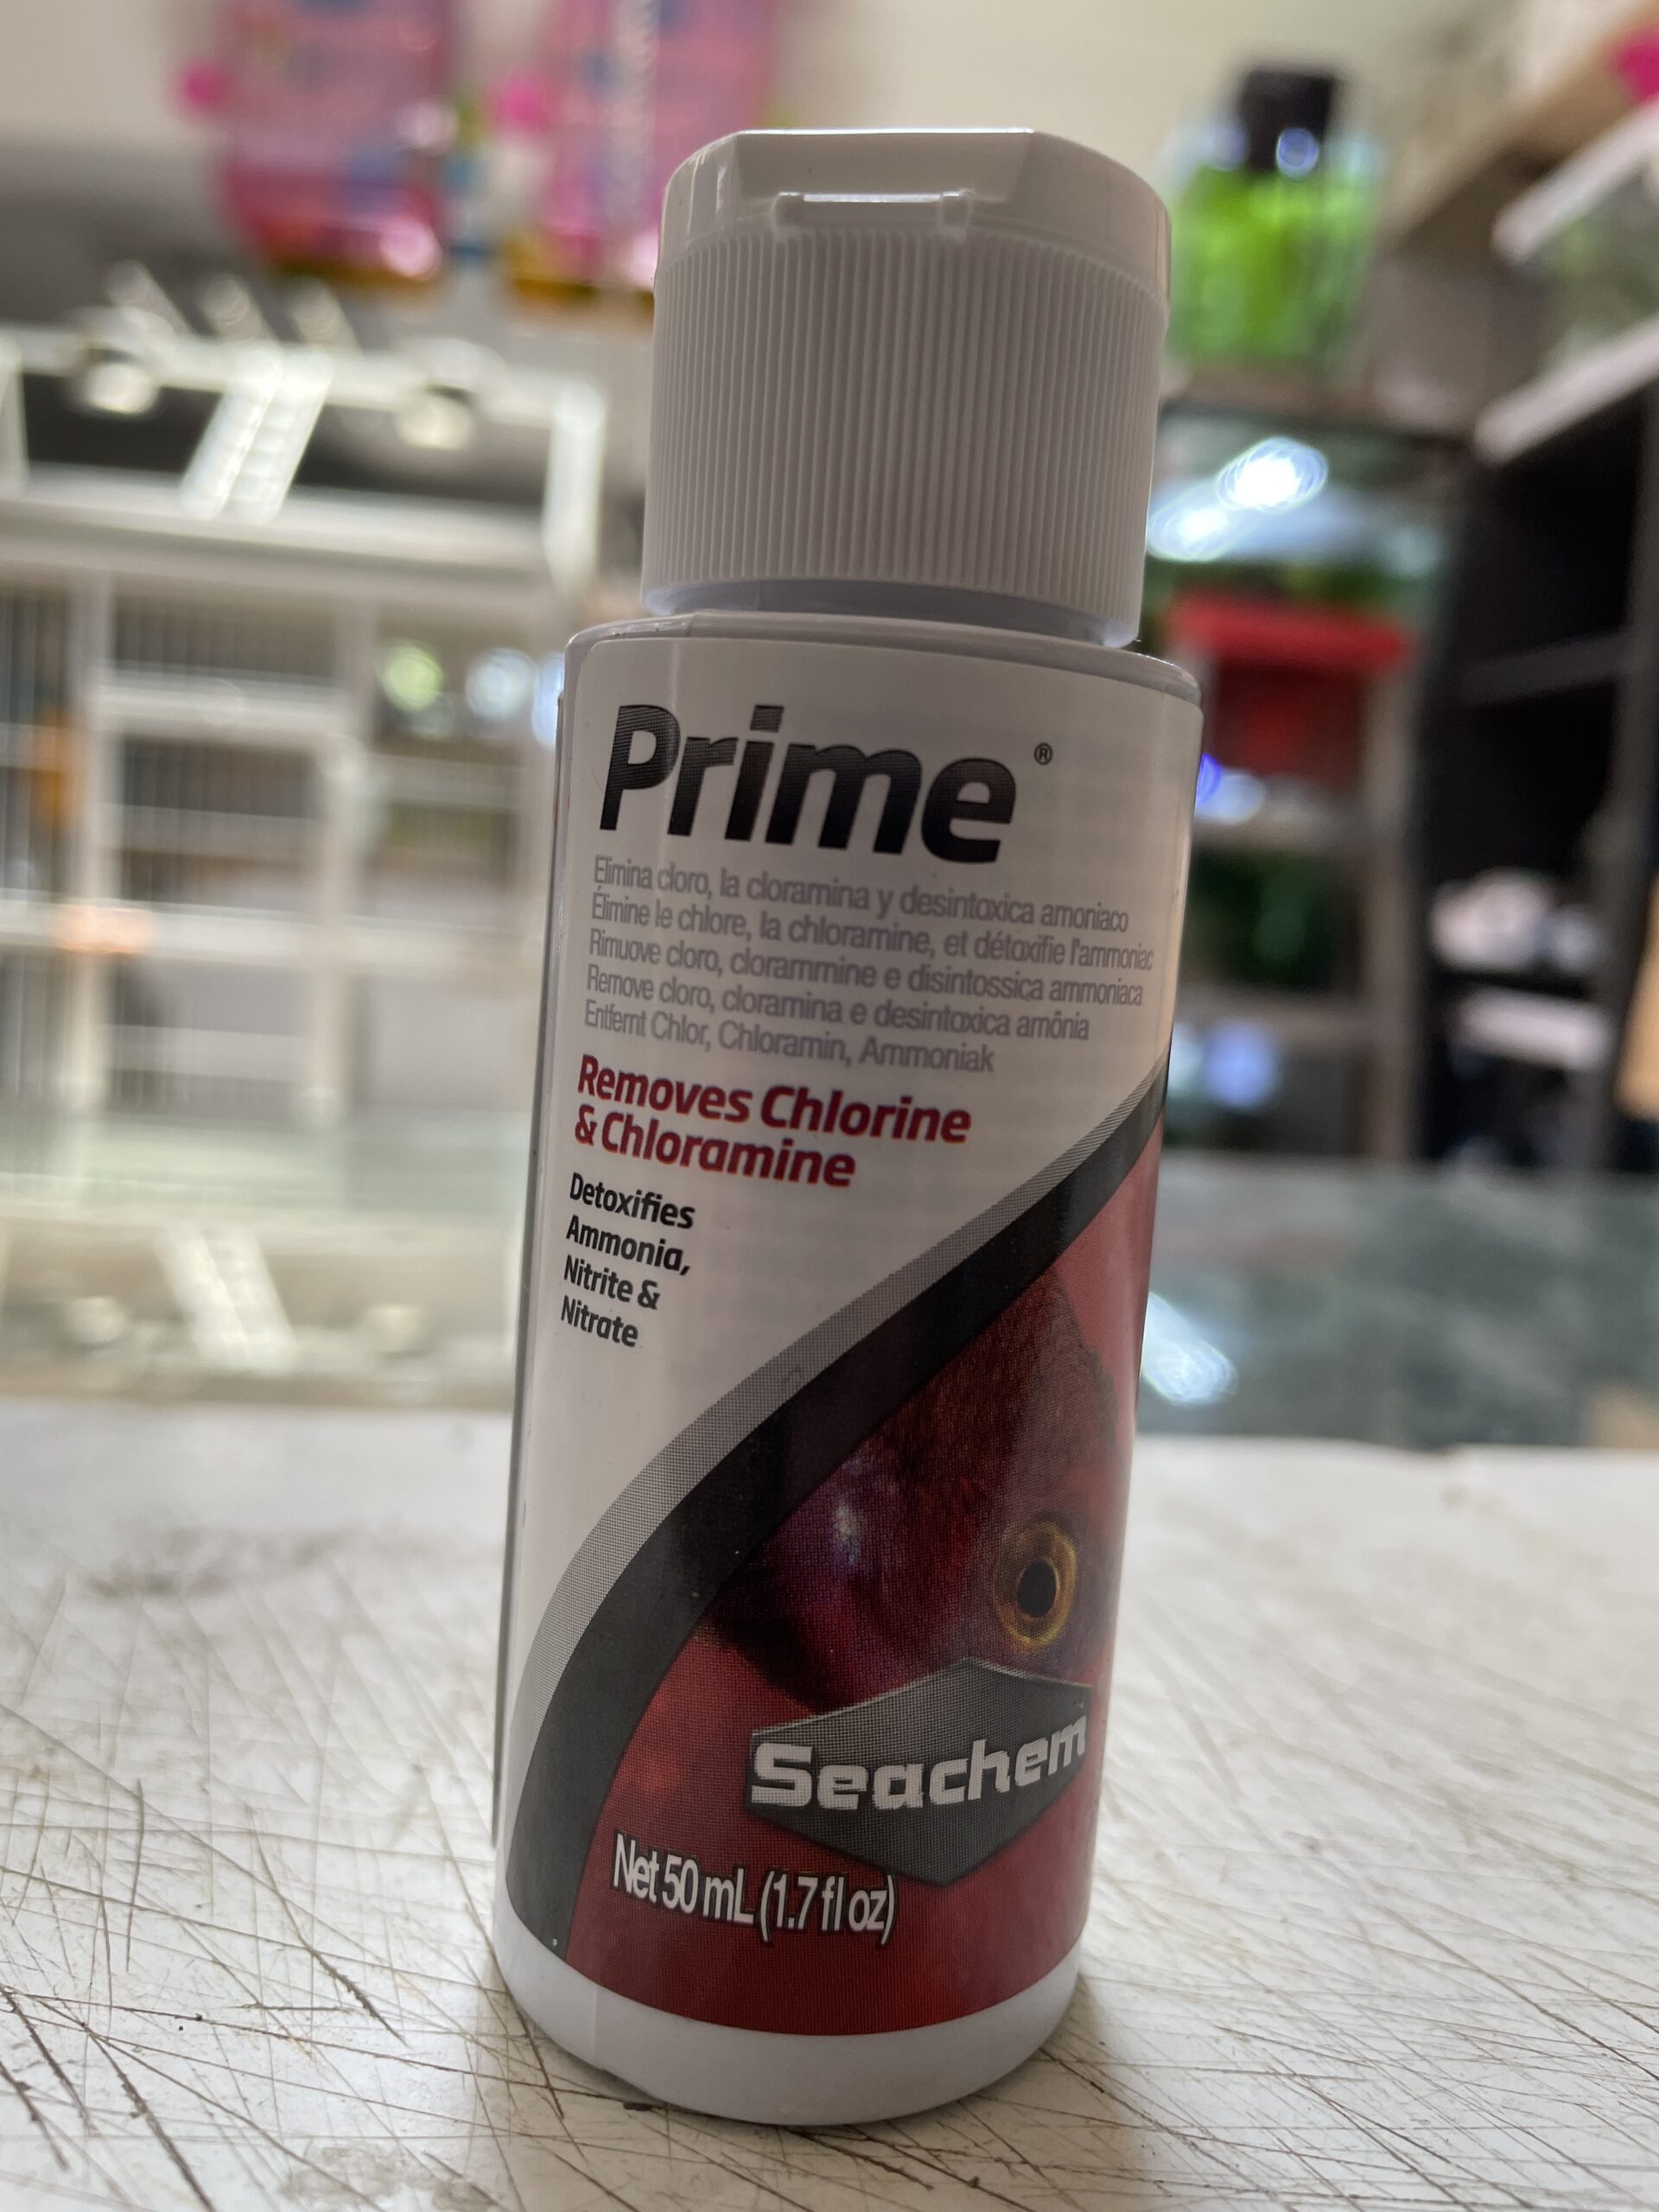 Prime®
Elimina cloro, la cloramina y desintoxica amoniaco
Élimine le chlore, la chloramine, et détoxifie l'ammoniac
Rimuove cloro, clorammine e disintossica ammoniaca
Remove cloro, cloramina e desintoxica amônia
Entfernt Chlor, Chloramin, Ammoniak
Removes Chlorine
& Chloramine
Detoxifies
Ammonia,
Nitrite &
Nitrate
Seachem
Net 50 mL (1.7 fl oz)